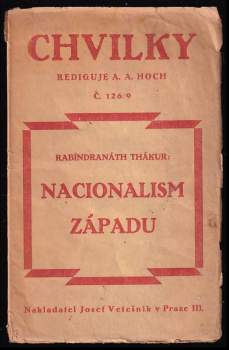 CHVILKY
REDIGUJE A. A. HOCH
Č. 126/9
RABÍNDRANÁTH THÁKUR:
NACIONALISM
ZÁPADU
Nakladatel Josef Vetešník v Praze III.